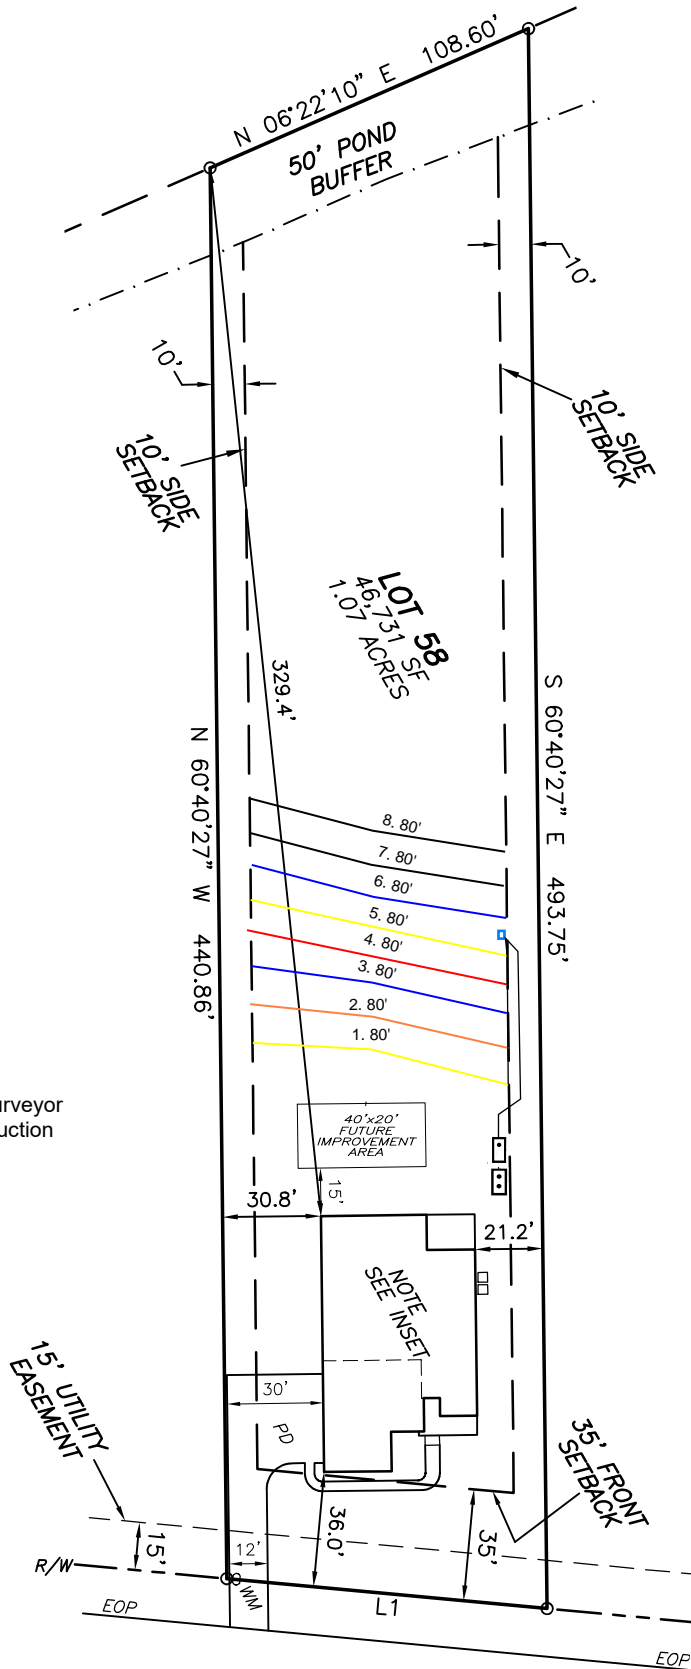 N 06°22'10" E 108.60'
50' POND
BUFFER
10'
10'
10' SIDE
SETBACK
10' SIDE
SETBACK
LOT 58
46,731 SF
1.07 ACRES
329.4'
S 60°40'27" E 493.75'
N 60°40'27" W 440.86'
8. 80'
7. 80'
6. 80'
5. 80'
4. 80'
3. 80'
2. 80'
1. 80'
urveyor
uction
40'x20'
FUTURE
IMPROVEMENT
AREA
15'
30.8'
21.2'
NOTE
SEE INSET
15' UTILITY
EASEMENT
30'
PD
35' FRONT
SETBACK
36.0'
35'
15'
12'
R/W
WM
L1
EOP
EOP